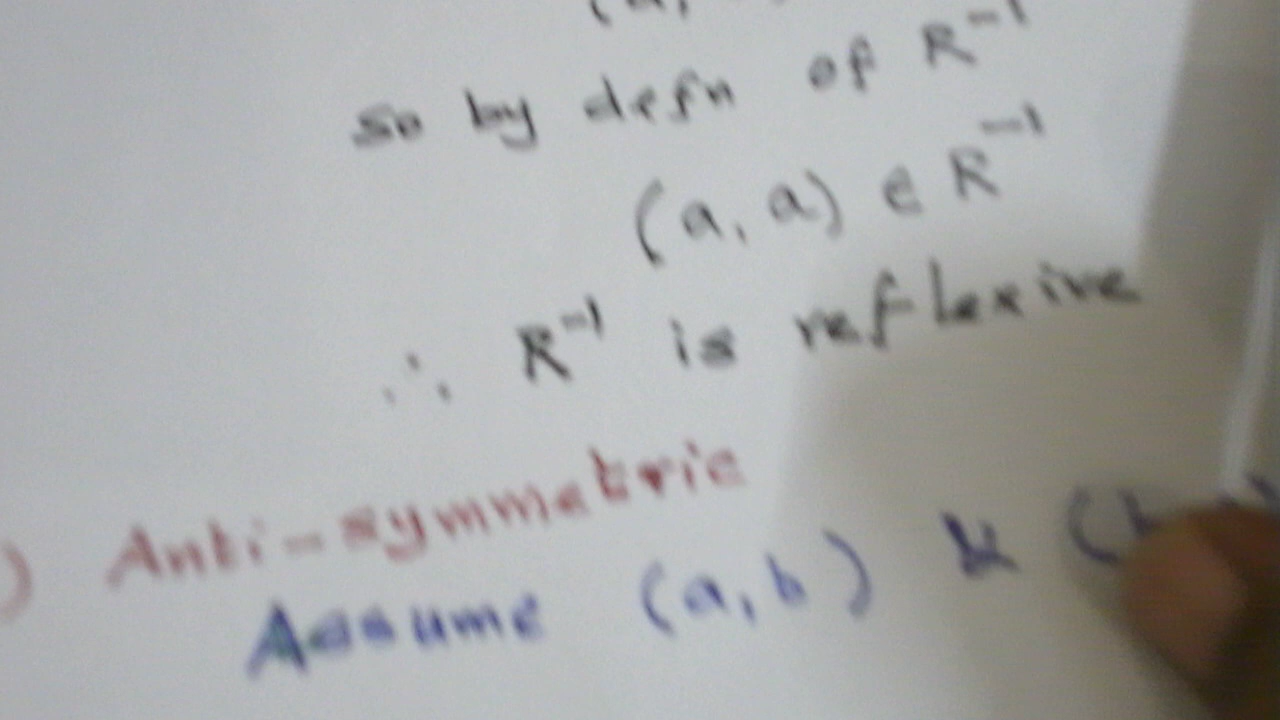 (a,
so by defn of R⁻¹
(a, a) ∈ R⁻¹
∴ R⁻¹ is reflexive
) Anti-symmetric
Assume (a, b) & (b